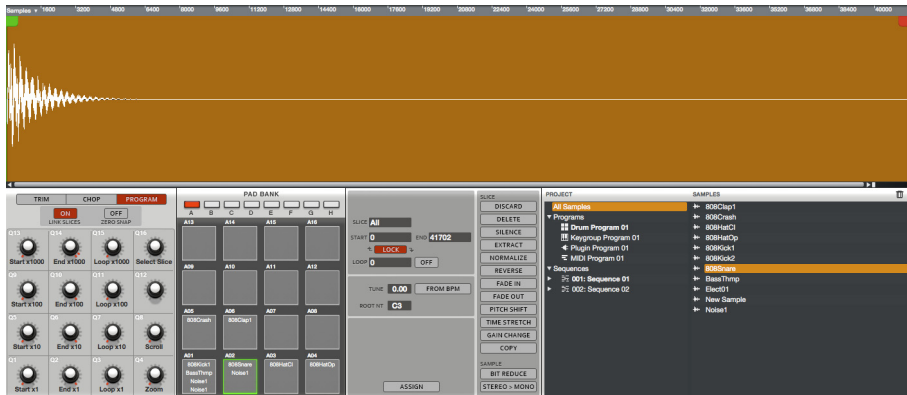 Samples 1600 3200 4800 6400 8000 9600 11200 12800 14400 16000 17600 19200 20800 22400 24000 25600 27200 28800 30400 32000 33600 35200 36800 38400 40000
TRIM CHOP PROGRAM
ON OFF
LINK SLICES ZERO SNAP
Q13 Q14 Q15 Q16
Start x1000 End x1000 Loop x1000 Select Slice
Q9 Q10 Q11 Q12
Start x100 End x100 Loop x100
Q5 Q6 Q7 Q8
Start x10 End x10 Loop x10 Scroll
Q1 Q2 Q3 Q4
Start x1 End x1 Loop x1 Zoom
PAD BANK
A B C D E F G H
A13 A14 A15 A16
A09 A10 A11 A12
A05 A06 A07 A08
808Crash 808Clap1
A01 A02 A03 A04
808Kick1 808Snare 808HatCl 808HatOp
BassThmp Noise1
Noise1
Noise1
SLICE All
START 0 END 41702
LOCK
LOOP 0 OFF
TUNE 0.00 FROM BPM
ROOT NT C3
ASSIGN
SLICE
DISCARD
DELETE
SILENCE
EXTRACT
NORMALIZE
REVERSE
FADE IN
FADE OUT
PITCH SHIFT
TIME STRETCH
GAIN CHANGE
COPY
SAMPLE
BIT REDUCE
STEREO > MONO
PROJECT
All Samples
Programs
Drum Program 01
Keygroup Program 01
Plugin Program 01
MIDI Program 01
Sequences
001: Sequence 01
002: Sequence 02
SAMPLES
808Clap1
808Crash
808HatCl
808HatOp
808Kick1
808Kick2
808Snare
BassThmp
Elect01
New Sample
Noise1